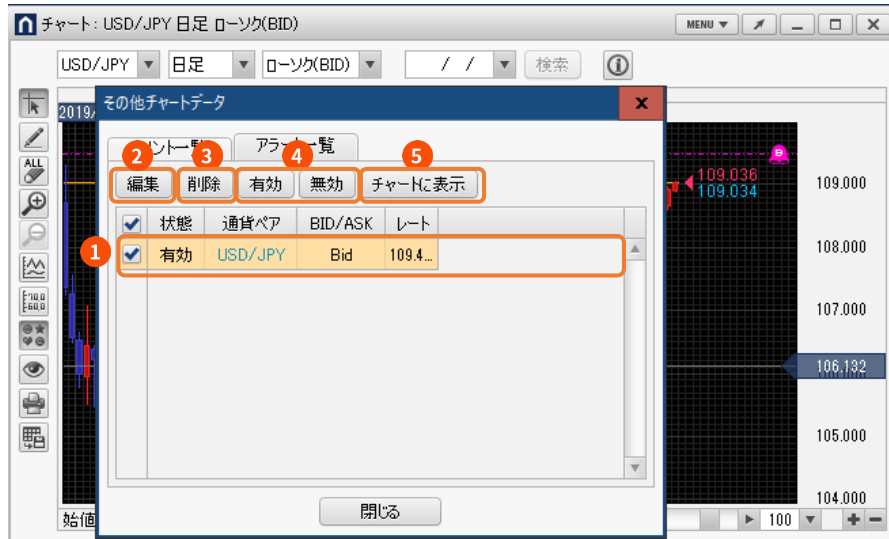 チャート : USD/JPY 日足 ローソク(BID)
MENU
USD/JPY 日足 ローソク(BID) / / 検索
その他チャートデータ
2019/
アラート一覧
2 3 4 5
編集 削除 有効 無効 チャートに表示
ALL
109.036
109.034
109.000
状態 通貨ペア BID/ASK レート
1 有効 USD/JPY Bid 109.4...
108.000
107.000
106.132
105.000
104.000
閉じる
始値
100